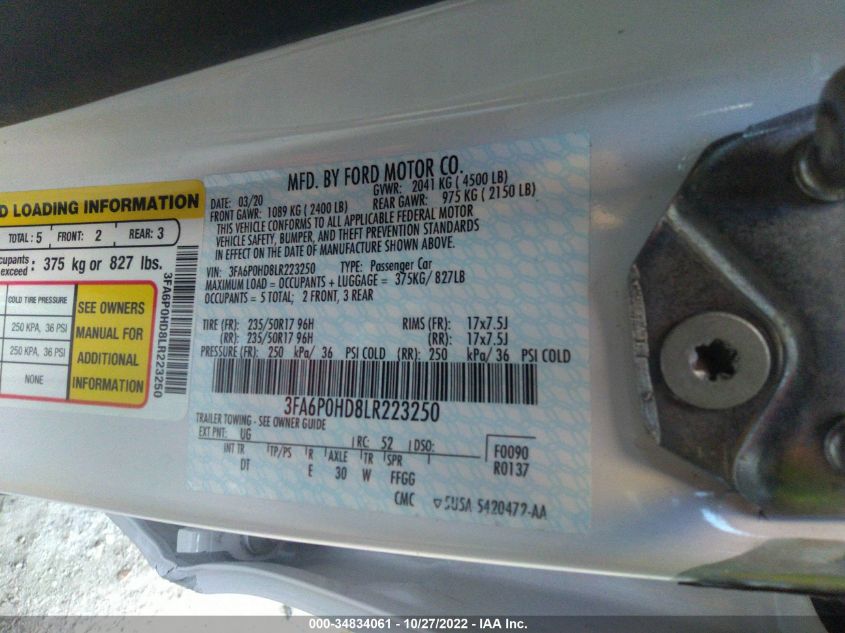 D LOADING INFORMATION
TOTAL: 5 FRONT: 2 REAR: 3
cupants exceed : 375 kg or 827 lbs.
COLD TIRE PRESSURE
250 KPA, 36 PSI
250 KPA, 36 PSI
NONE
SEE OWNERS
MANUAL FOR
ADDITIONAL
INFORMATION
3FA6P0HD8LR223250
MFD. BY FORD MOTOR CO.
DATE: 03/20 GVWR: 2041 KG ( 4500 LB)
FRONT GAWR: 1089 KG ( 2400 LB) REAR GAWR: 975 KG ( 2150 LB)
THIS VEHICLE CONFORMS TO ALL APPLICABLE FEDERAL MOTOR
VEHICLE SAFETY, BUMPER, AND THEFT PREVENTION STANDARDS
IN EFFECT ON THE DATE OF MANUFACTURE SHOWN ABOVE.
VIN: 3FA6P0HD8LR223250 TYPE: Passenger Car
MAXIMUM LOAD = OCCUPANTS + LUGGAGE = 375KG/ 827LB
OCCUPANTS = 5 TOTAL; 2 FRONT, 3 REAR
TIRE (FR): 235/50R17 96H RIMS (FR): 17x7.5J
(RR): 235/50R17 96H (RR): 17x7.5J
PRESSURE (FR): 250 kPa/ 36 PSI COLD (RR): 250 kPa/ 36 PSI COLD
3FA6P0HD8LR223250
TRAILER TOWING - SEE OWNER GUIDE
EXT PNT: UG RC: 52 DSO: F0090
INT TR TP/PS R AXLE TR SPR R0137
DT E 30 W FFGG
CMC ▽SUSA 5420472-AA
000-34834061 - 10/27/2022 - IAA Inc.